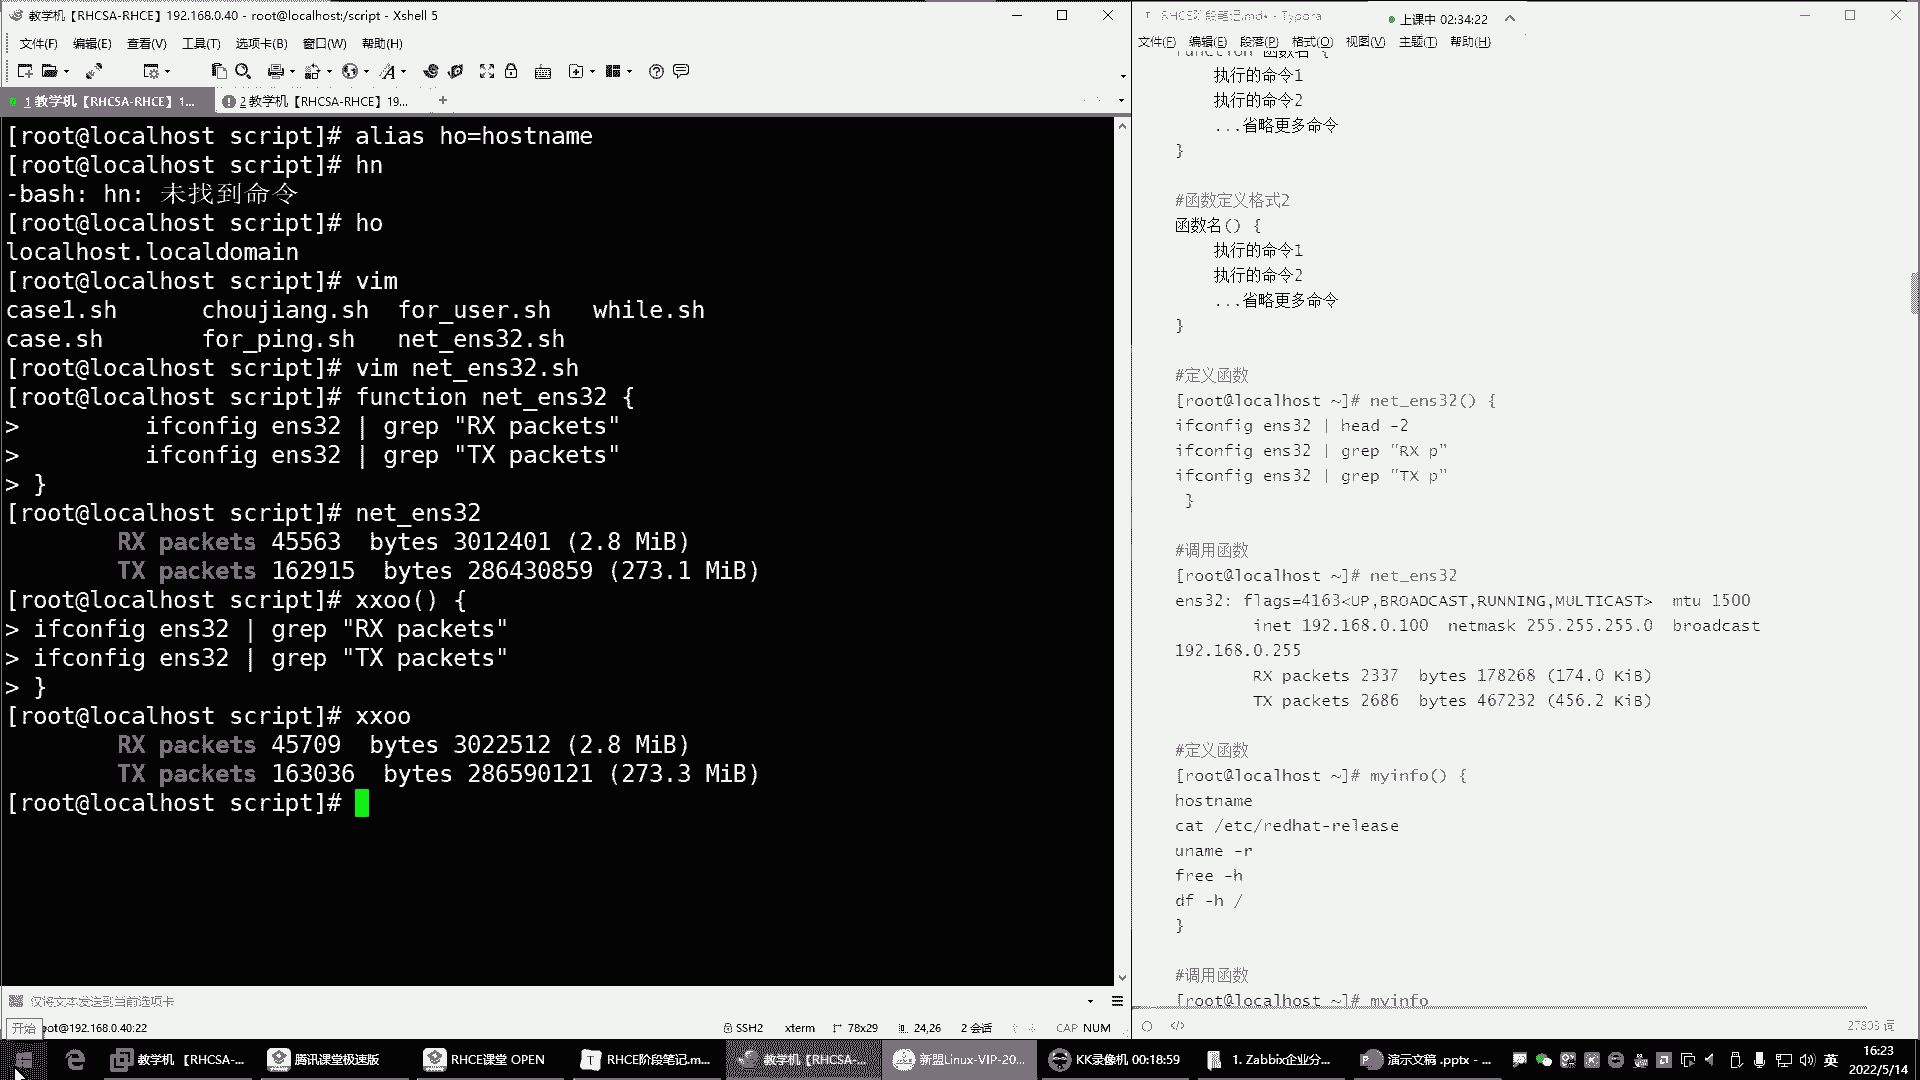 教学机【RHCSA-RHCE】192.168.0.40 - root@localhost:/script - Xshell 5
文件(F) 编辑(E) 查看(V) 工具(T) 选项卡(B) 窗口(W) 帮助(H)
1 教学机【RHCSA-RHCE】1...
2 教学机【RHCSA-RHCE】19...
[root@localhost script]# alias ho=hostname
[root@localhost script]# hn
-bash: hn: 未找到命令
[root@localhost script]# ho
localhost.localdomain
[root@localhost script]# vim
case1.sh choujiang.sh for_user.sh while.sh
case.sh for_ping.sh net_ens32.sh
[root@localhost script]# vim net_ens32.sh
[root@localhost script]# function net_ens32 {
> ifconfig ens32 | grep "RX packets"
> ifconfig ens32 | grep "TX packets"
> }
[root@localhost script]# net_ens32
RX packets 45563 bytes 3012401 (2.8 MiB)
TX packets 162915 bytes 286430859 (273.1 MiB)
[root@localhost script]# xxoo() {
> ifconfig ens32 | grep "RX packets"
> ifconfig ens32 | grep "TX packets"
> }
[root@localhost script]# xxoo
RX packets 45709 bytes 3022512 (2.8 MiB)
TX packets 163036 bytes 286590121 (273.3 MiB)
[root@localhost script]#
仅将文本发送到当前选项卡
开始
oot@192.168.0.40:22
SSH2 xterm 78x29 24,26 2 会话 CAP NUM
RHCE阶段笔记.md• - Typora
上课中 02:34:22
文件(F) 编辑(E) 段落(P) 格式(O) 视图(V) 主题(T) 帮助(H)
function 函数名 {
执行的命令1
执行的命令2
...省略更多命令
}
#函数定义格式2
函数名() {
执行的命令1
执行的命令2
...省略更多命令
}
#定义函数
[root@localhost ~]# net_ens32() {
ifconfig ens32 | head -2
ifconfig ens32 | grep "RX p"
ifconfig ens32 | grep "TX p"
}
#调用函数
[root@localhost ~]# net_ens32
ens32: flags=4163<UP,BROADCAST,RUNNING,MULTICAST> mtu 1500
inet 192.168.0.100 netmask 255.255.255.0 broadcast
192.168.0.255
RX packets 2337 bytes 178268 (174.0 KiB)
TX packets 2686 bytes 467232 (456.2 KiB)
#定义函数
[root@localhost ~]# myinfo() {
hostname
cat /etc/redhat-release
uname -r
free -h
df -h /
}
#调用函数
[root@localhost ~]# myinfo
</> 
教学机 【RHCSA-...
腾讯课堂极速版
RHCE课堂 OPEN
RHCE阶段笔记.m...
教学机【RHCSA-...
新盟Linux-VIP-20...
KK录像机 00:18:59
1. Zabbix企业分...
演示文稿 .pptx - ...
英
16:23
2022/5/14